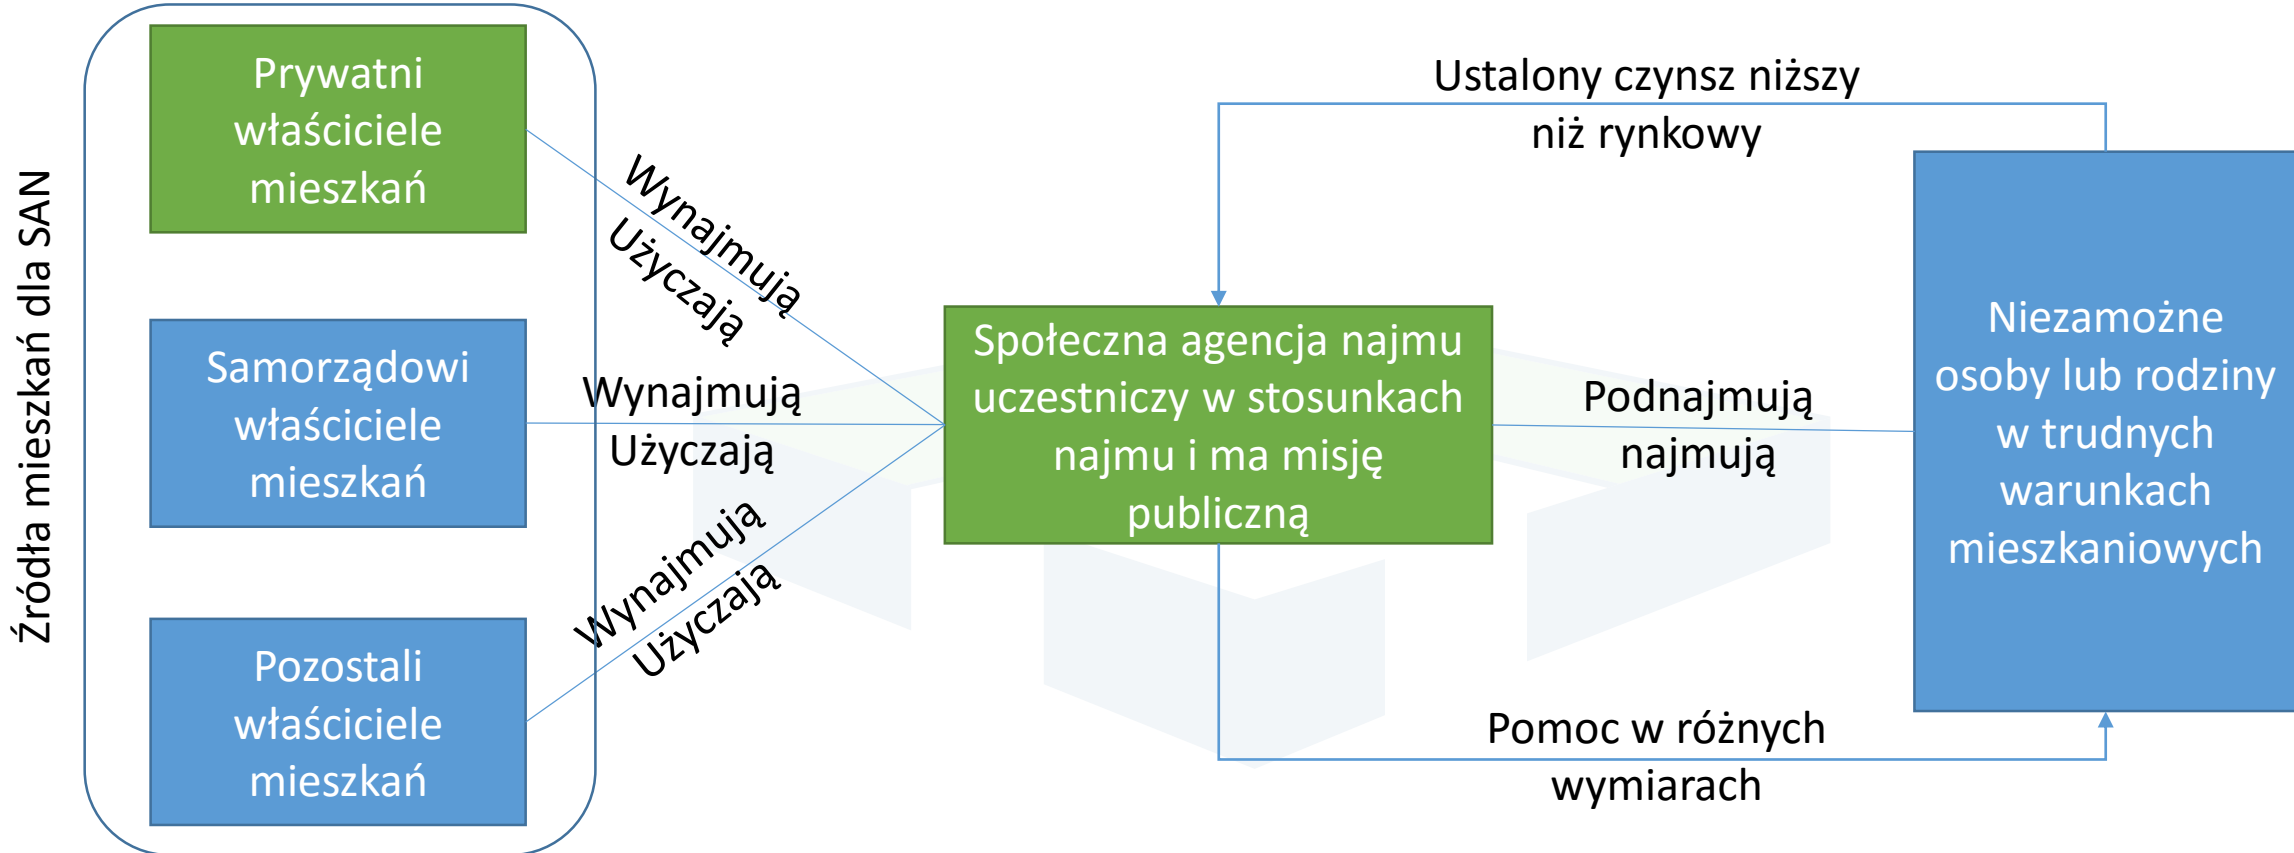 Źródła mieszkań dla SAN
Prywatni
właściciele
mieszkań
Samorządowi
właściciele
mieszkań
Pozostali
właściciele
mieszkań
Wynajmują
Użyczają
Wynajmują
Użyczają
Wynajmują
Użyczają
Społeczna agencja najmu
uczestniczy w stosunkach
najmu i ma misję
publiczną
Ustalony czynsz niższy
niż rynkowy
Podnajmują
najmują
Pomoc w różnych
wymiarach
Niezamożne
osoby lub rodziny
w trudnych
warunkach
mieszkaniowych